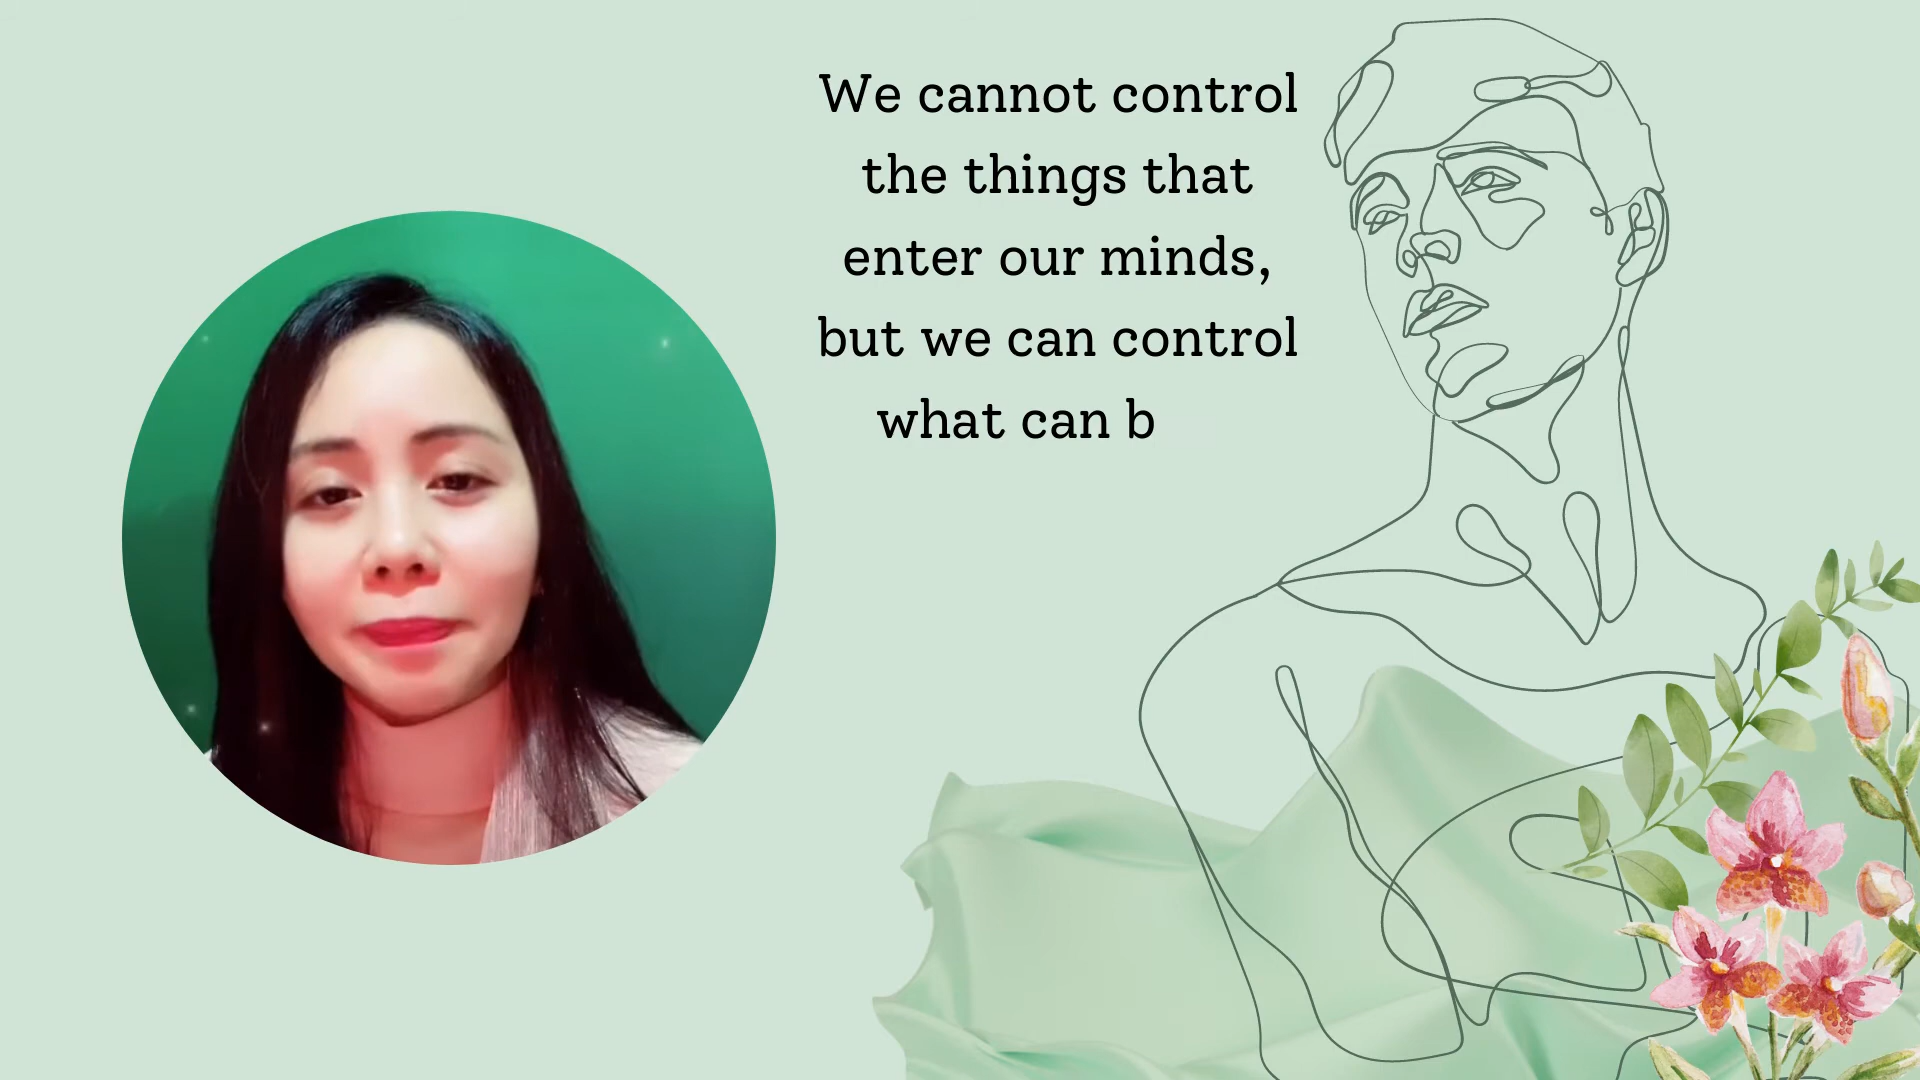 We cannot control
the things that
enter our minds,
but we can control
what can b